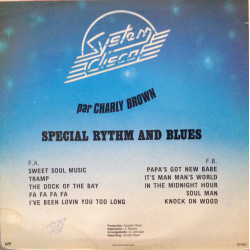 System
disco
par CHARLY BROWN
SPECIAL RYTHM AND BLUES
F.A.
SWEET SOUL MUSIC
TRAMP
THE DOCK OF THE BAY
FA FA FA FA
I'VE BEEN LOVIN YOU TOO LONG
F.B.
PAPA'S GOT NEW BABE
IT'S MAN MAN'S WORLD
IN THE MIDNIGHT HOUR
SOUL MAN
KNOCK ON WOOD